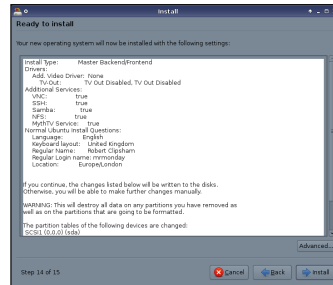 Install
Ready to install
Your new operating system will now be installed with the following settings:
Install Type: Master Backend/Frontend
Drivers:
Add. Video Driver: None
TV-Out: TV Out Disabled, TV Out Disabled
Additional Services:
VNC: true
SSH: true
Samba: true
NFS: true
MythTV Service: true
Normal Ubuntu Install Questions:
Language: English
Keyboard layout: United Kingdom
Regular Name: Robert Clipsham
Regular Login name: mrmonday
Location: Europe/London
If you continue, the changes listed below will be written to the disks.
Otherwise, you will be able to make further changes manually.
WARNING: This will destroy all data on any partitions you have removed as
well as on the partitions that are going to be formatted.
The partition tables of the following devices are changed:
SCSI1 (0,0,0) (sda)
Advanced...
Step 14 of 15
Cancel
Back
Install